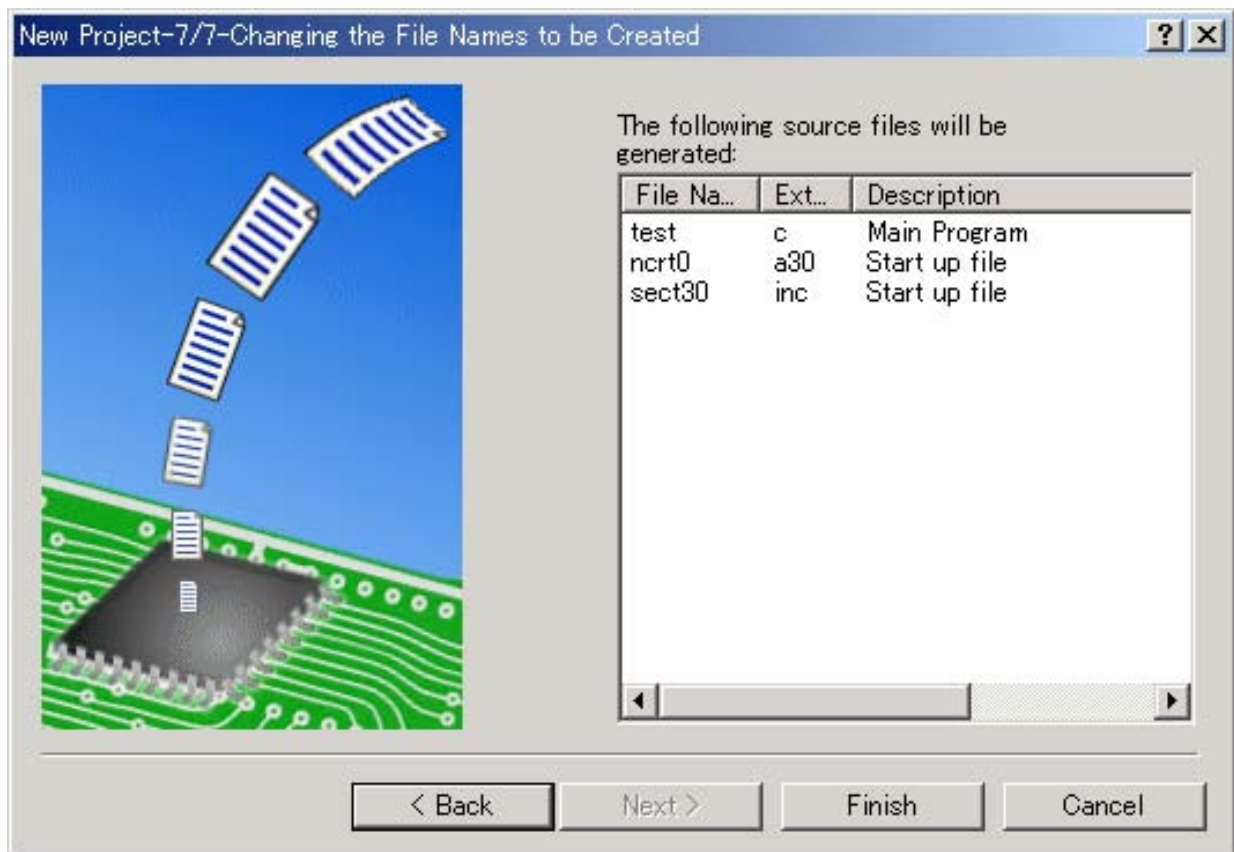 New Project-7/7-Changing the File Names to be Created
The following source files will be
generated:
File Na... Ext... Description
test c Main Program
ncrt0 a30 Start up file
sect30 inc Start up file
< Back Next > Finish Cancel